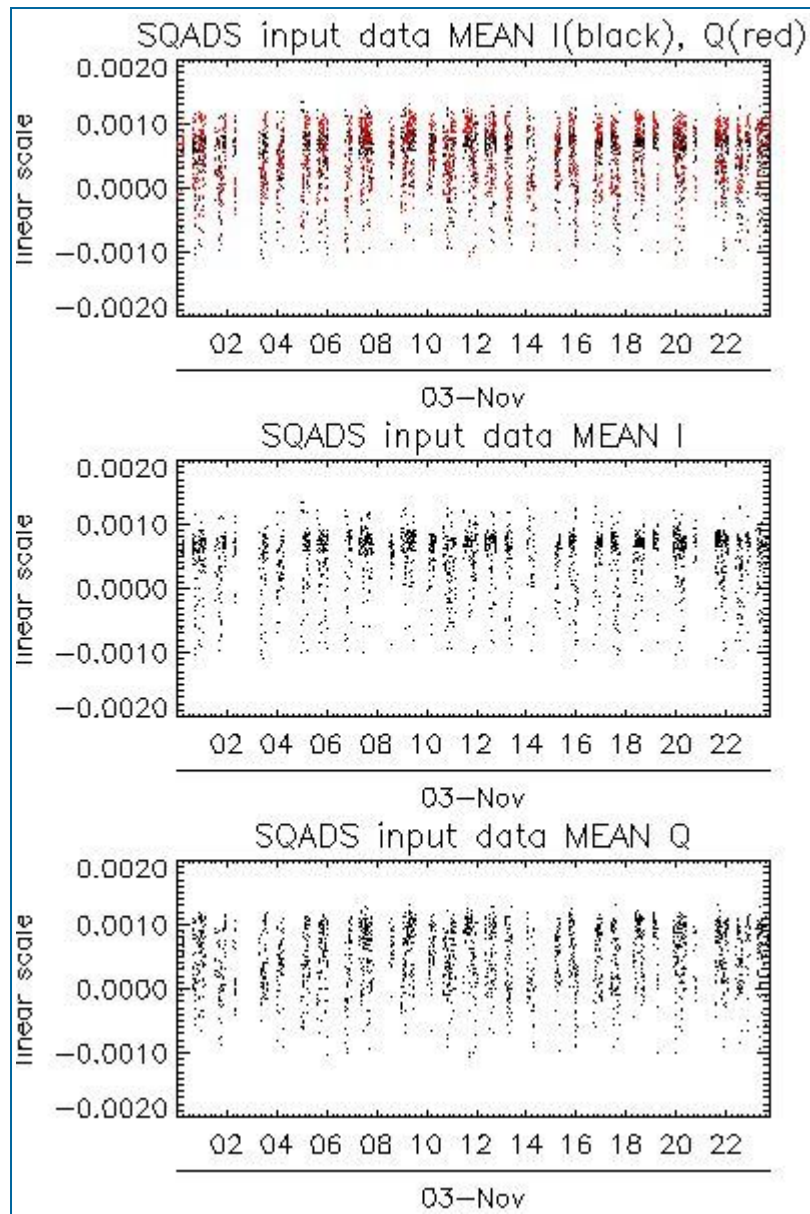 SQADS input data MEAN I(black), Q(red)
0.0020
0.0010
0.0000
−0.0010
−0.0020
linear scale
02 04 06 08 10 12 14 16 18 20 22
03−Nov
SQADS input data MEAN I
0.0020
0.0010
0.0000
−0.0010
−0.0020
linear scale
02 04 06 08 10 12 14 16 18 20 22
03−Nov
SQADS input data MEAN Q
0.0020
0.0010
0.0000
−0.0010
−0.0020
linear scale
02 04 06 08 10 12 14 16 18 20 22
03−Nov